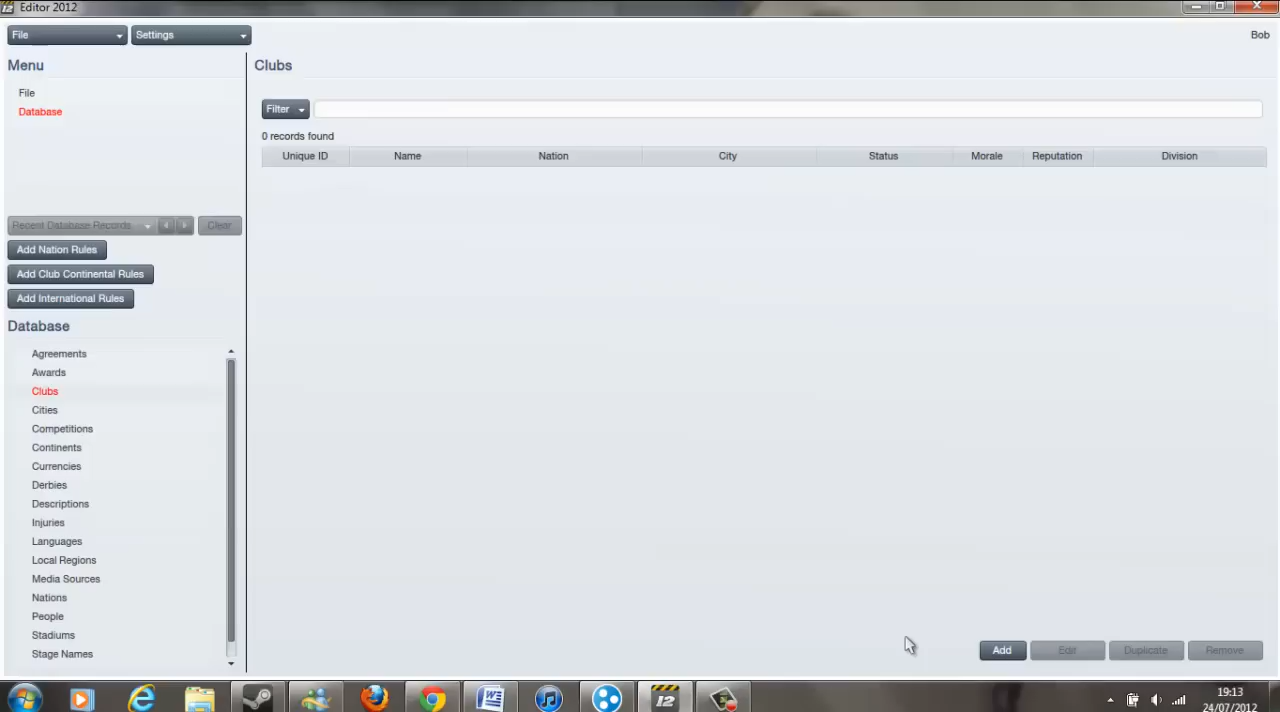 Editor 2012
File
Settings
Bob
Menu
Clubs
File
Database
Filter
0 records found
Unique ID Name Nation City Status Morale Reputation Division
Recent Database Records
Clear
Add Nation Rules
Add Club Continental Rules
Add International Rules
Database
Agreements
Awards
Clubs
Cities
Competitions
Continents
Currencies
Derbies
Descriptions
Injuries
Languages
Local Regions
Media Sources
Nations
People
Stadiums
Stage Names
Add Edit Duplicate Remove
12
19:13
24/07/2012